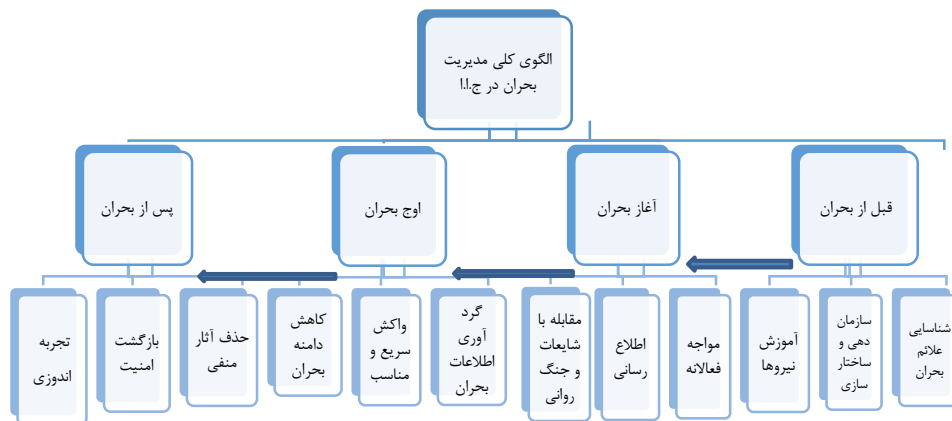 الگوی کلی مدیریت
بحران در ج.ا.ا
قبل از بحران
آغاز بحران
اوج بحران
پس از بحران
شناسایی
علائم
بحران
سازمان
دهی و
ساختار
سازی
آموزش
نیروها
مواجه
فعالانه
اطلاع
رسانی
مقابله با
شایعات
و جنگ
روانی
گرد
آوری
اطلاعات
بحران
واکنش
سریع و
مناسب
کاهش
دامنه
بحران
حذف آثار
منفی
بازگشت
امنیت
تجربه
اندوزی